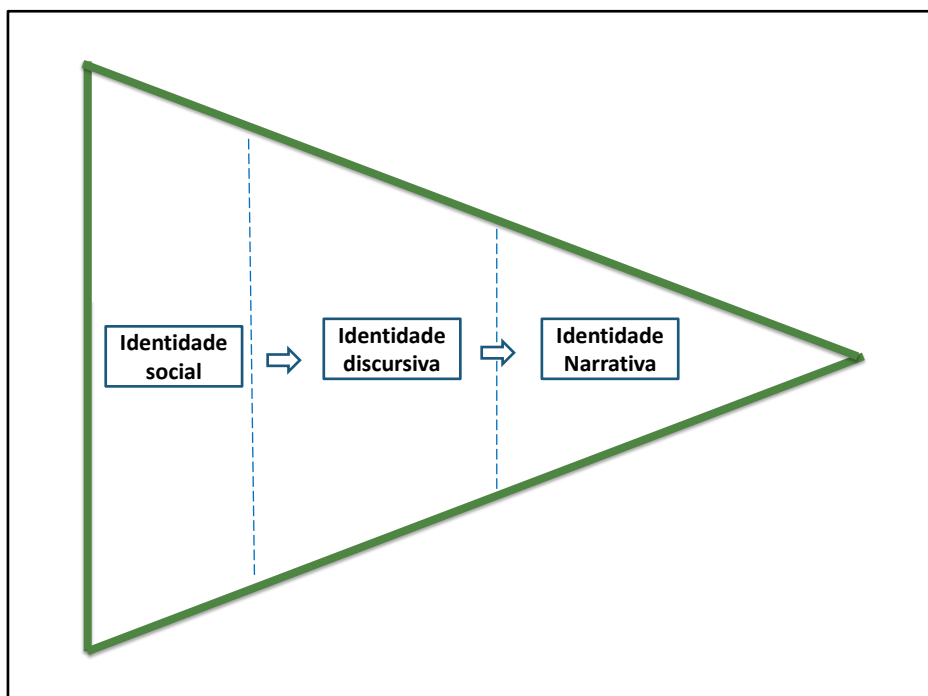 Identidade
social
Identidade
discursiva
Identidade
Narrativa